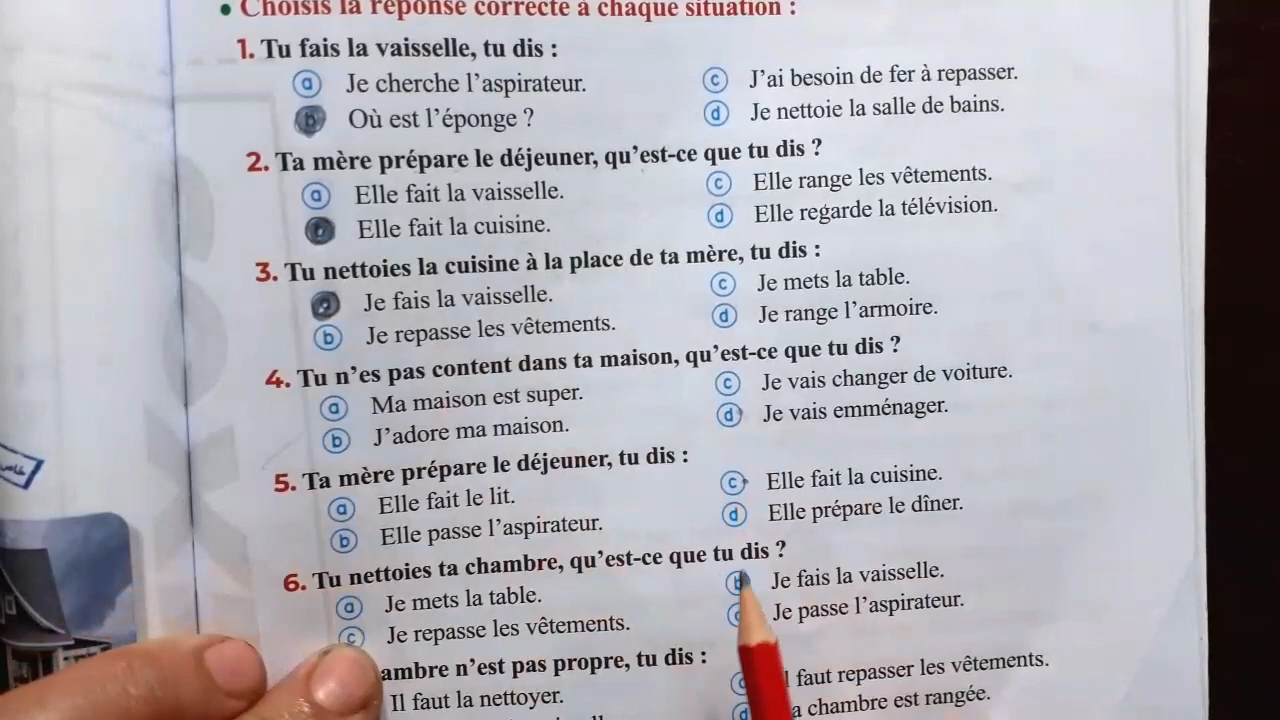 • Choisis la réponse correcte à chaque situation :
1. Tu fais la vaisselle, tu dis :
a Je cherche l'aspirateur.
c J'ai besoin de fer à repasser.
b Où est l'éponge ?
d Je nettoie la salle de bains.
2. Ta mère prépare le déjeuner, qu'est-ce que tu dis ?
a Elle fait la vaisselle.
c Elle range les vêtements.
b Elle fait la cuisine.
d Elle regarde la télévision.
3. Tu nettoies la cuisine à la place de ta mère, tu dis :
a Je fais la vaisselle.
c Je mets la table.
b Je repasse les vêtements.
d Je range l'armoire.
4. Tu n'es pas content dans ta maison, qu'est-ce que tu dis ?
a Ma maison est super.
c Je vais changer de voiture.
b J'adore ma maison.
d Je vais emménager.
5. Ta mère prépare le déjeuner, tu dis :
a Elle fait le lit.
c Elle fait la cuisine.
b Elle passe l'aspirateur.
d Elle prépare le dîner.
6. Tu nettoies ta chambre, qu'est-ce que tu dis ?
a Je mets la table.
b Je fais la vaisselle.
c Je repasse les vêtements.
Je passe l'aspirateur.
ambre n'est pas propre, tu dis :
Il faut la nettoyer.
l faut repasser les vêtements.
d a chambre est rangée.